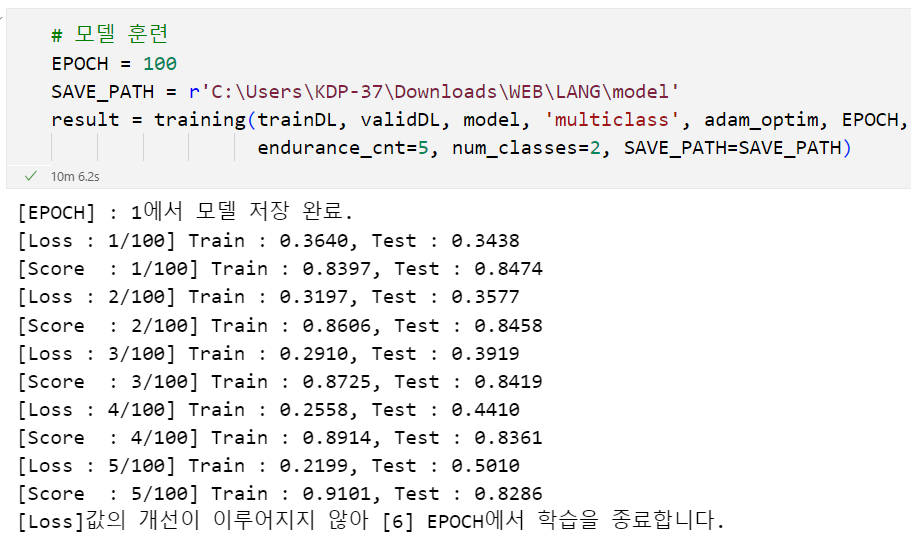 # 모델 훈련
EPOCH = 100
SAVE_PATH = r'C:\Users\KDP-37\Downloads\WEB\LANG\model'
result = training(trainDL, validDL, model, 'multiclass', adam_optim, EPOCH,
endurance_cnt=5, num_classes=2, SAVE_PATH=SAVE_PATH)
10m 6.2s
[EPOCH] : 1에서 모델 저장 완료.
[Loss : 1/100] Train : 0.3640, Test : 0.3438
[Score  : 1/100] Train : 0.8397, Test : 0.8474
[Loss : 2/100] Train : 0.3197, Test : 0.3577
[Score  : 2/100] Train : 0.8606, Test : 0.8458
[Loss : 3/100] Train : 0.2910, Test : 0.3919
[Score  : 3/100] Train : 0.8725, Test : 0.8419
[Loss : 4/100] Train : 0.2558, Test : 0.4410
[Score  : 4/100] Train : 0.8914, Test : 0.8361
[Loss : 5/100] Train : 0.2199, Test : 0.5010
[Score  : 5/100] Train : 0.9101, Test : 0.8286
[Loss]값의 개선이 이루어지지 않아 [6] EPOCH에서 학습을 종료합니다.